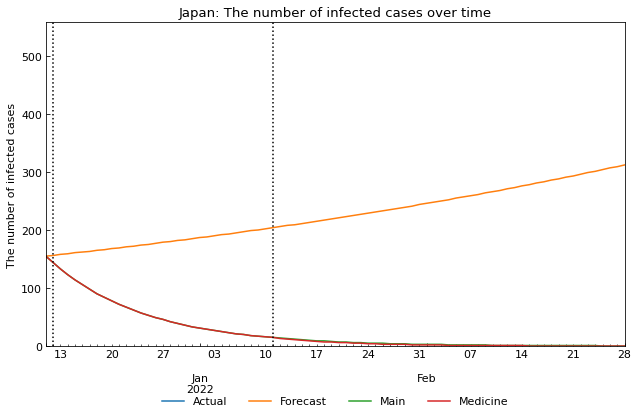 Japan: The number of infected cases over time
The number of infected cases
500
400
300
200
100
0
13 20 27 03 10 17 24 31 07 14 21 28
Jan Feb
2022
Actual Forecast Main Medicine